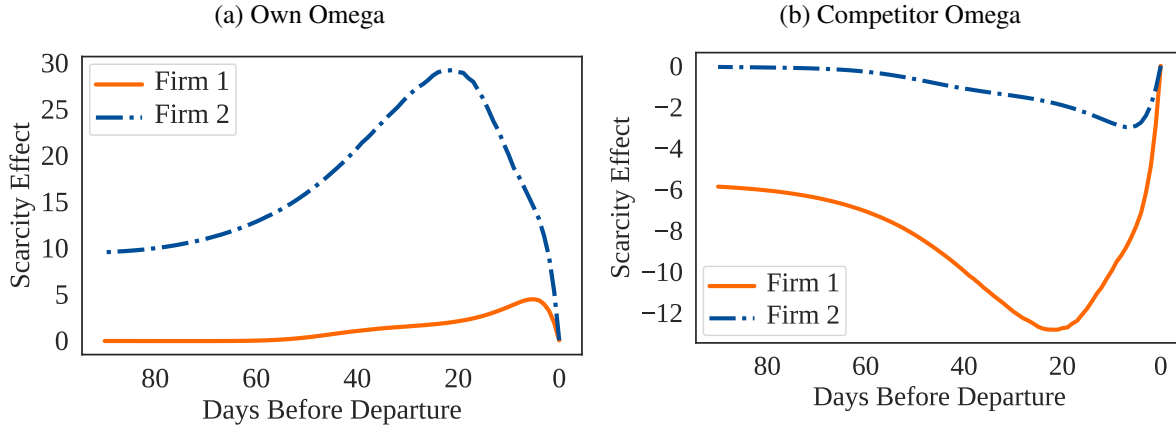 (a) Own Omega
30
25
20
15
10
5
0
Scarcity Effect
Firm 1
Firm 2
80
60
40
20
0
Days Before Departure
(b) Competitor Omega
0
−2
−4
−6
−8
−10
−12
Scarcity Effect
Firm 1
Firm 2
80
60
40
20
0
Days Before Departure